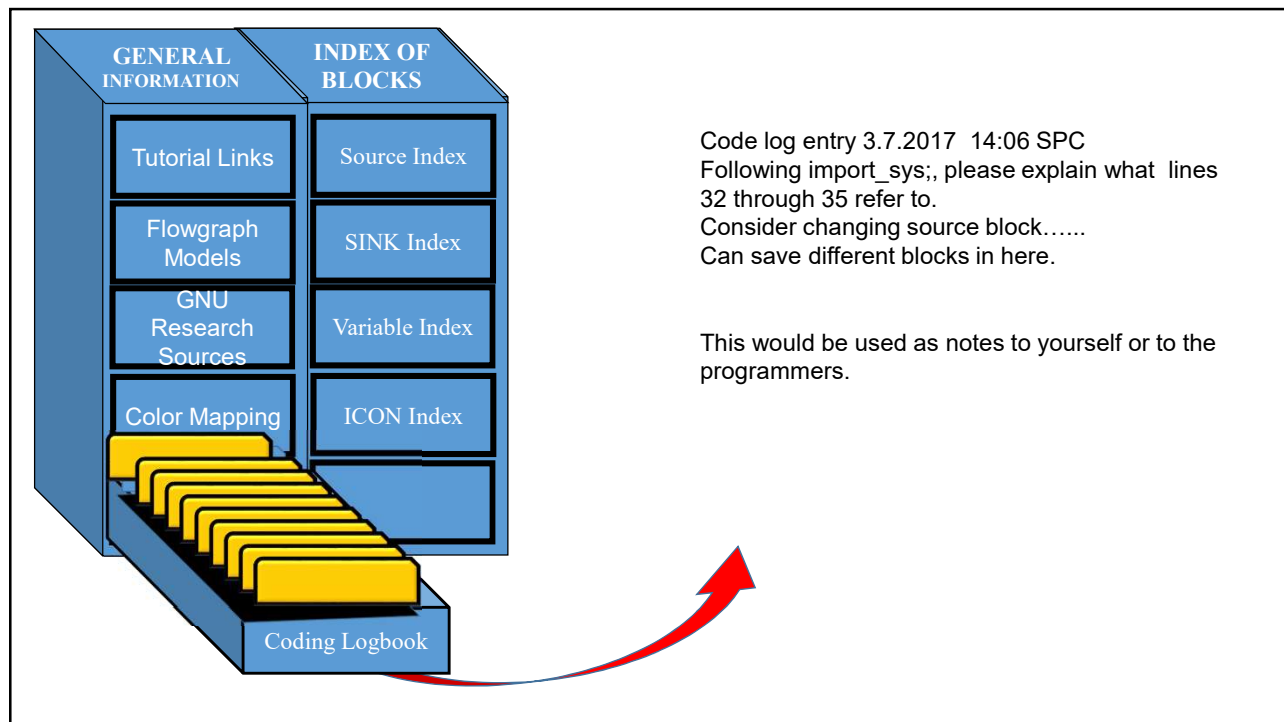 GENERAL
INFORMATION
INDEX OF
BLOCKS
Tutorial Links
Flowgraph
Models
GNU
Research
Sources
Color Mapping
Source Index
SINK Index
Variable Index
ICON Index
Coding Logbook
Code log entry 3.7.2017  14:06 SPC
Following import_sys;, please explain what  lines
32 through 35 refer to.
Consider changing source block…...
Can save different blocks in here.
This would be used as notes to yourself or to the
programmers.